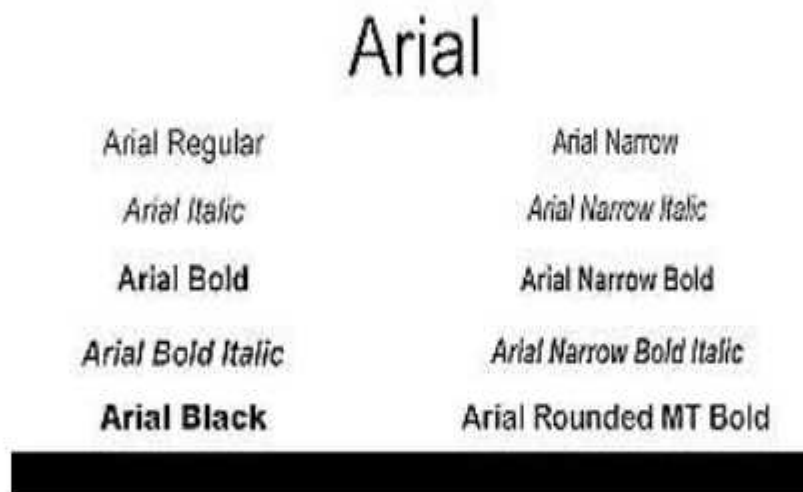 Arial
Arial Regular
Arial Narrow
Arial Italic
Arial Narrow Italic
Arial Bold
Arial Narrow Bold
Arial Bold Italic
Arial Narrow Bold Italic
Arial Black
Arial Rounded MT Bold